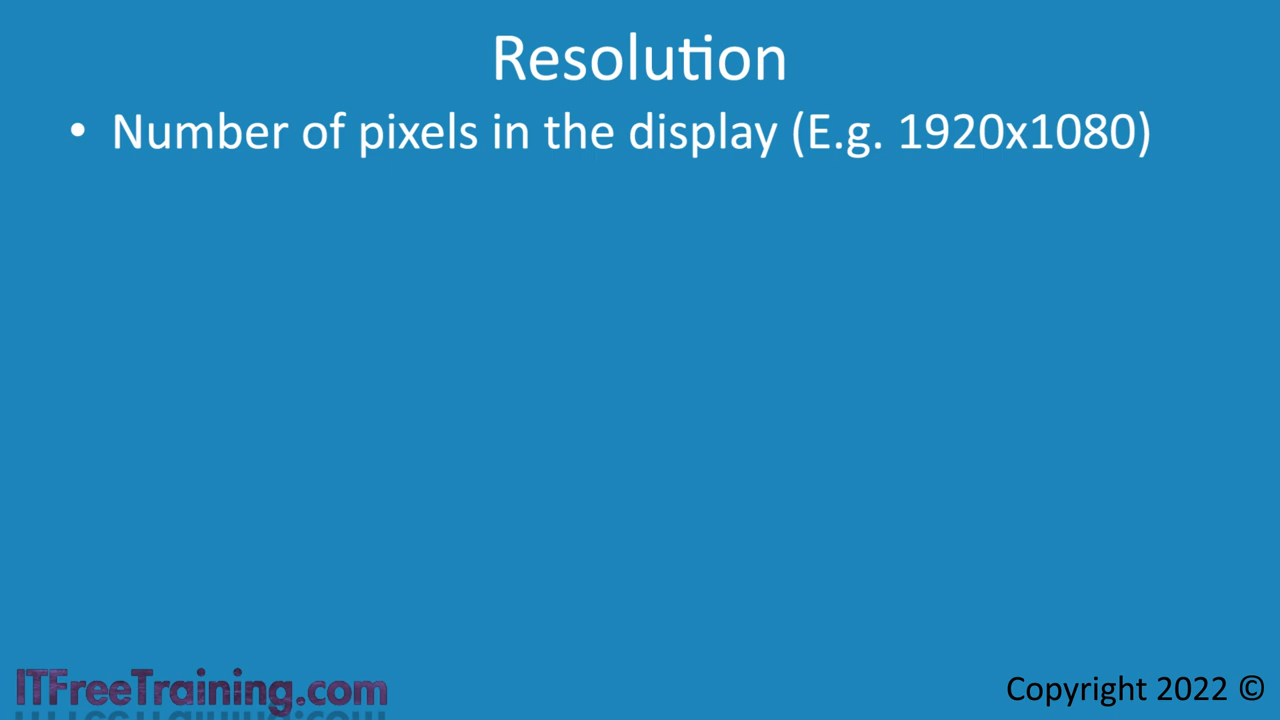 Resolution
• Number of pixels in the display (E.g. 1920x1080)
ITFreeTraining.com
Copyright 2022 ©